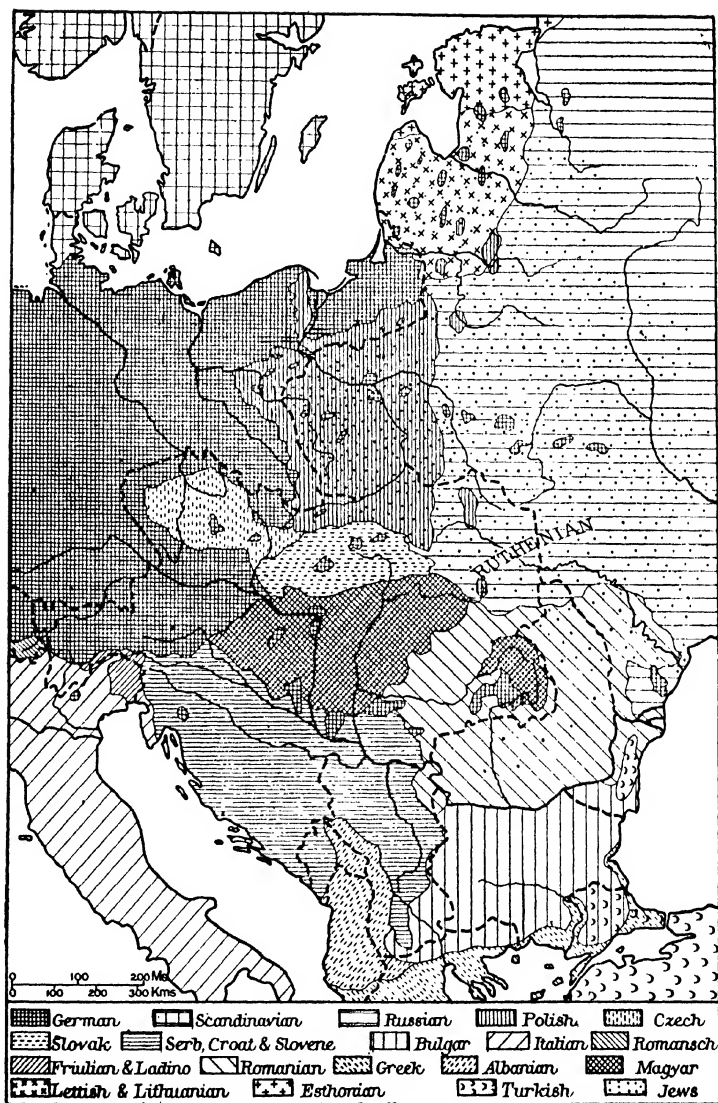 RUTHENIAN
0 100 200 Ms
0 100 200 300 Kms
German Scandinavian Russian Polish Czech
Slovak Serb, Croat & Slovene Bulgar Italian Romansch
Friulian & Ladino Romanian Greek Albanian Magyar
Lettish & Lithuanian Esthonian Turkish Jews